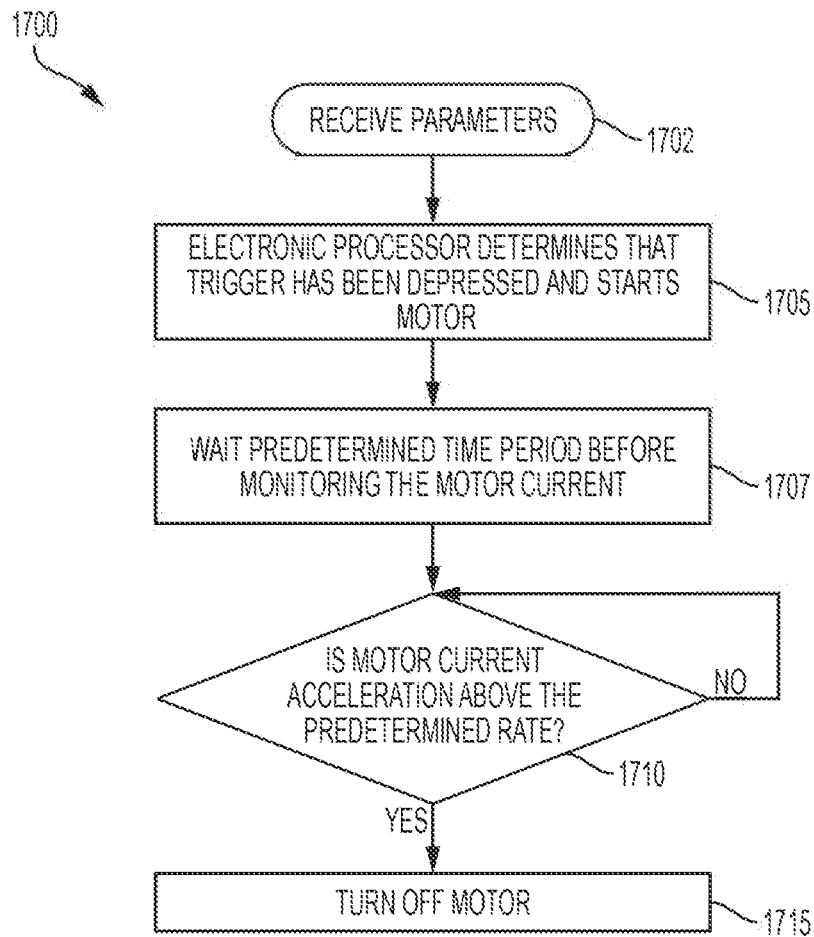 1700
RECEIVE PARAMETERS
1702
ELECTRONIC PROCESSOR DETERMINES THAT
TRIGGER HAS BEEN DEPRESSED AND STARTS
MOTOR
1705
WAIT PREDETERMINED TIME PERIOD BEFORE
MONITORING THE MOTOR CURRENT
1707
IS MOTOR CURRENT
ACCELERATION ABOVE THE
PREDETERMINED RATE?
NO
1710
YES
TURN OFF MOTOR
1715